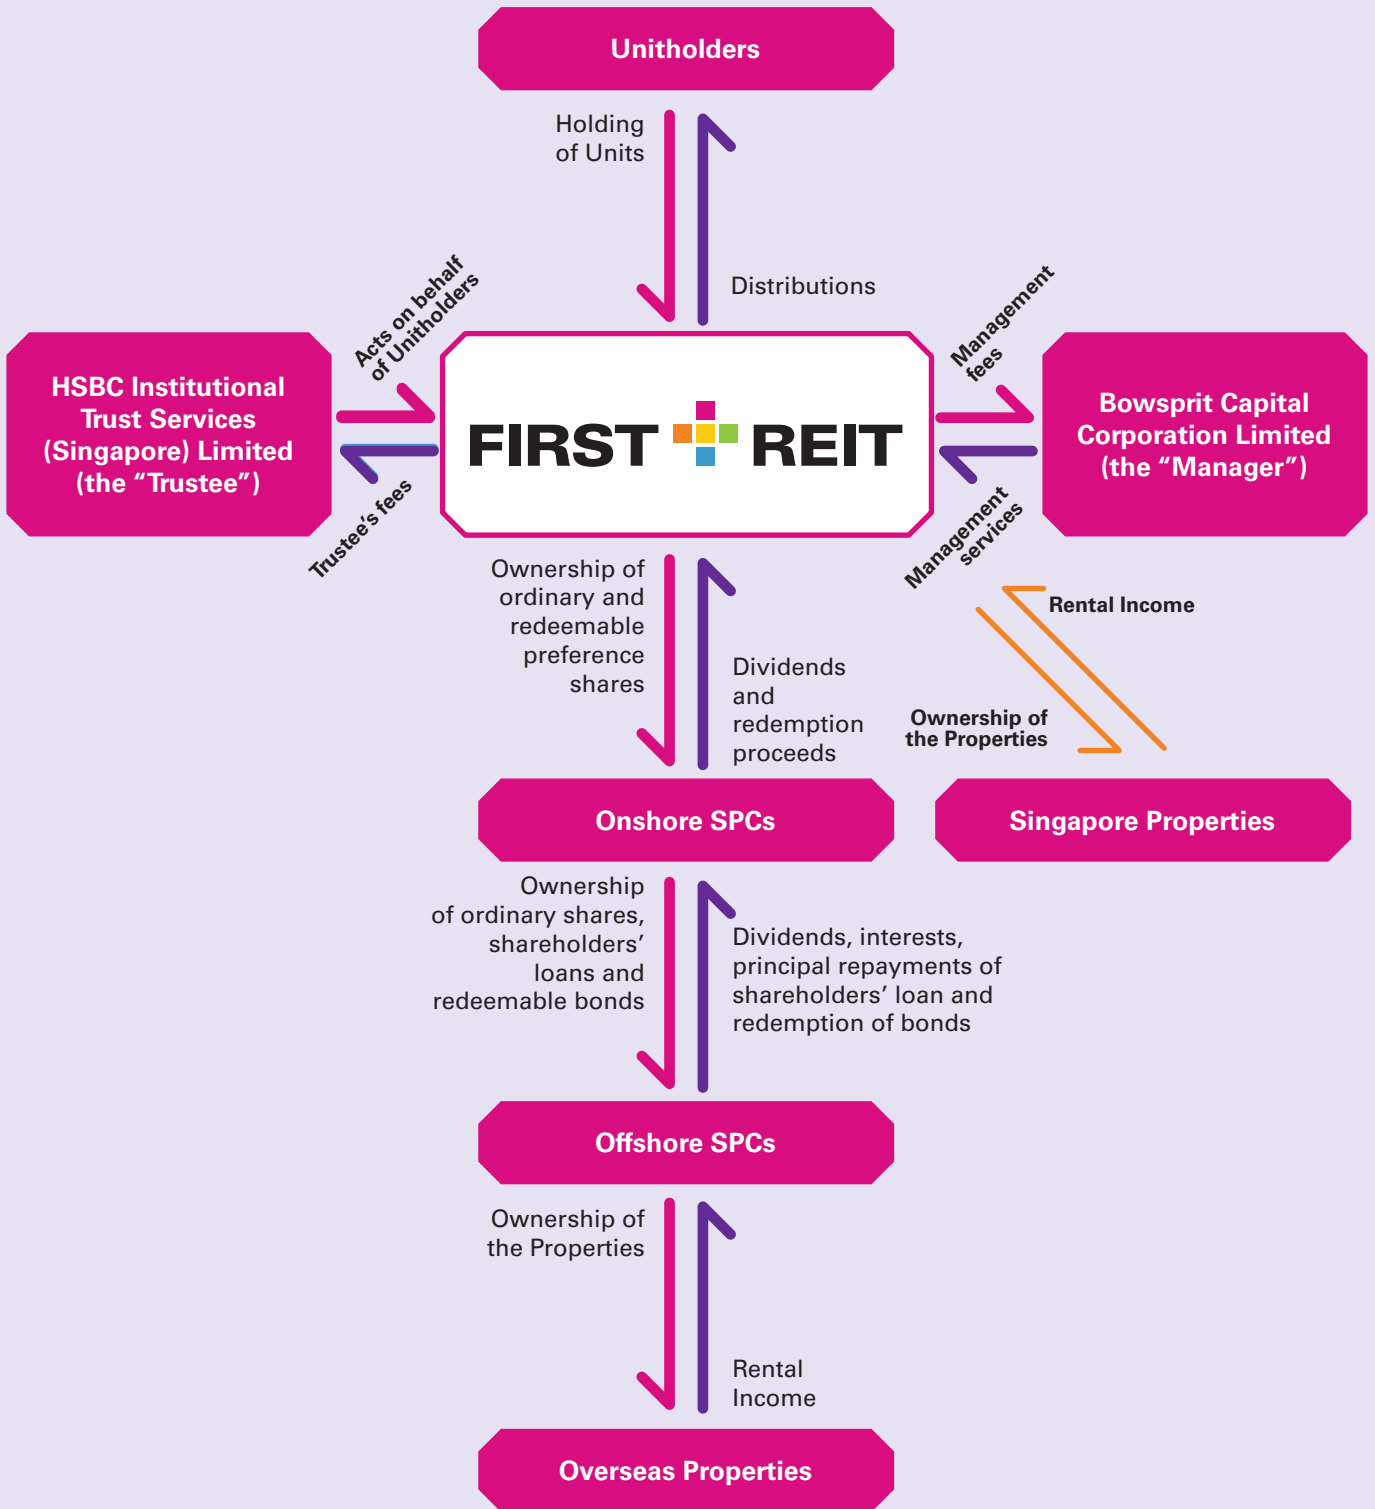 Unitholders
Holding
of Units
Distributions
Acts on behalf
of Unitholders
Management
fees
HSBC Institutional
Trust Services
(Singapore) Limited
(the “Trustee”)
FIRST REIT
Bowsprit Capital
Corporation Limited
(the “Manager”)
Trustee’s fees
Management
services
Ownership of
ordinary and
redeemable
preference
shares
Dividends
and
redemption
proceeds
Rental Income
Ownership of
the Properties
Onshore SPCs
Singapore Properties
Ownership
of ordinary shares,
shareholders’
loans and
redeemable bonds
Dividends, interests,
principal repayments of
shareholders’ loan and
redemption of bonds
Offshore SPCs
Ownership of
the Properties
Rental
Income
Overseas Properties